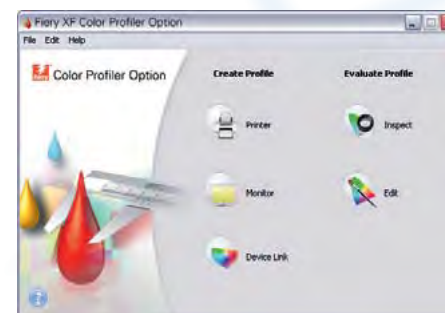 Fiery XF Color Profiler Option
File Edit Help
Fiery
Color Profiler Option
Create Profile
Evaluate Profile
Printer
Inspect
Monitor
Edit
Device Link